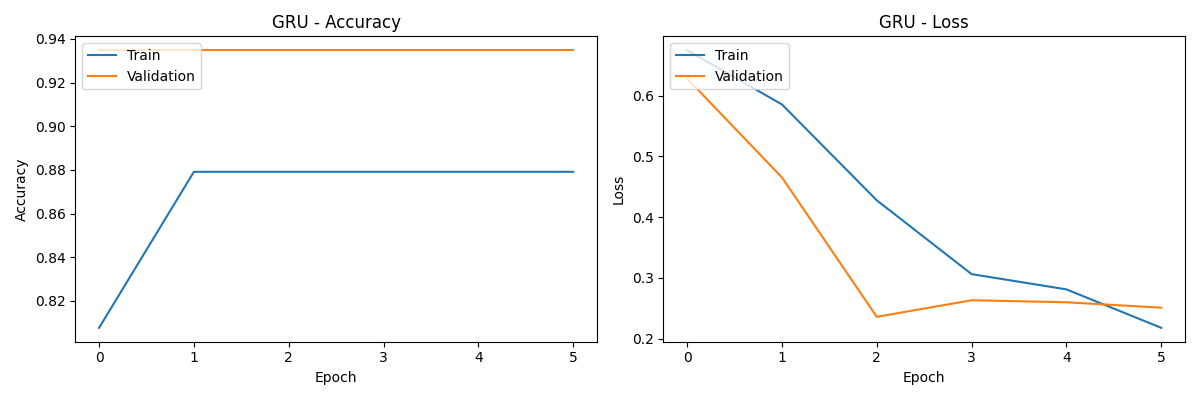 GRU - Accuracy
Train
Validation
0.94
0.92
0.90
0.88
0.86
0.84
0.82
Accuracy
0 1 2 3 4 5
Epoch
GRU - Loss
Train
Validation
0.6
0.5
0.4
0.3
0.2
Loss
0 1 2 3 4 5
Epoch